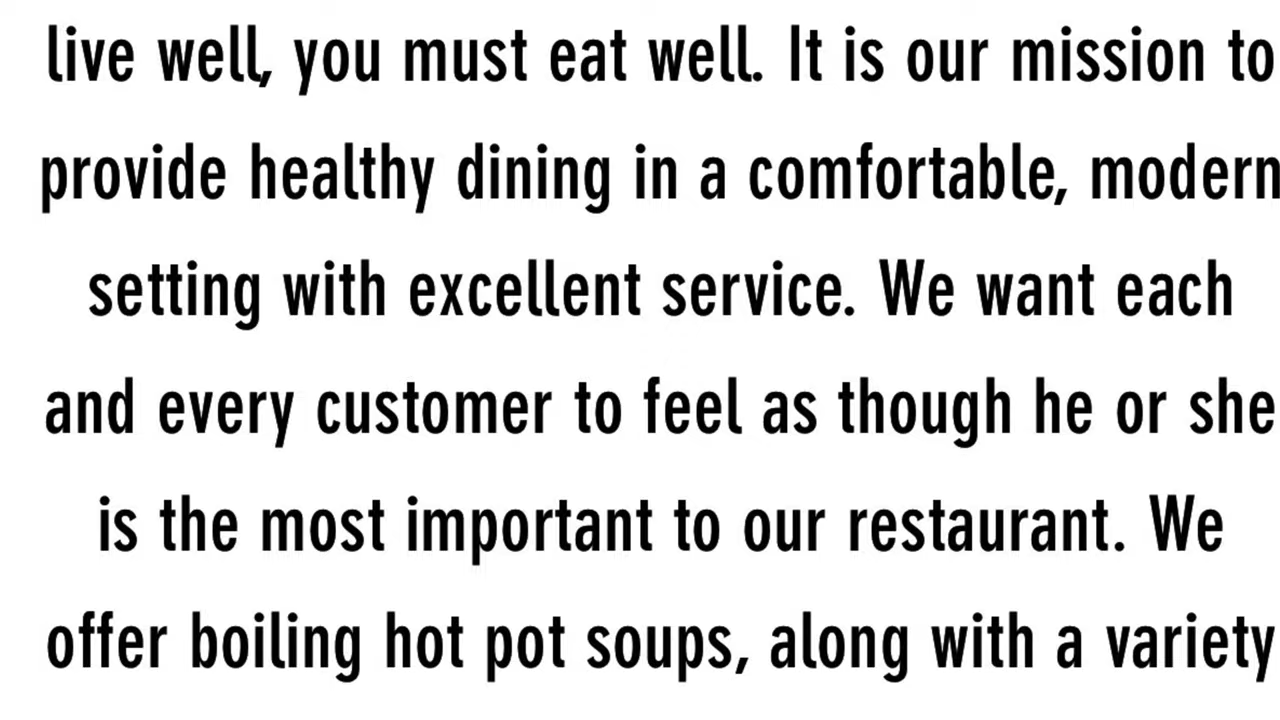 live well, you must eat well. It is our mission to
provide healthy dining in a comfortable, modern
setting with excellent service. We want each
and every customer to feel as though he or she
is the most important to our restaurant. We
offer boiling hot pot soups, along with a variety